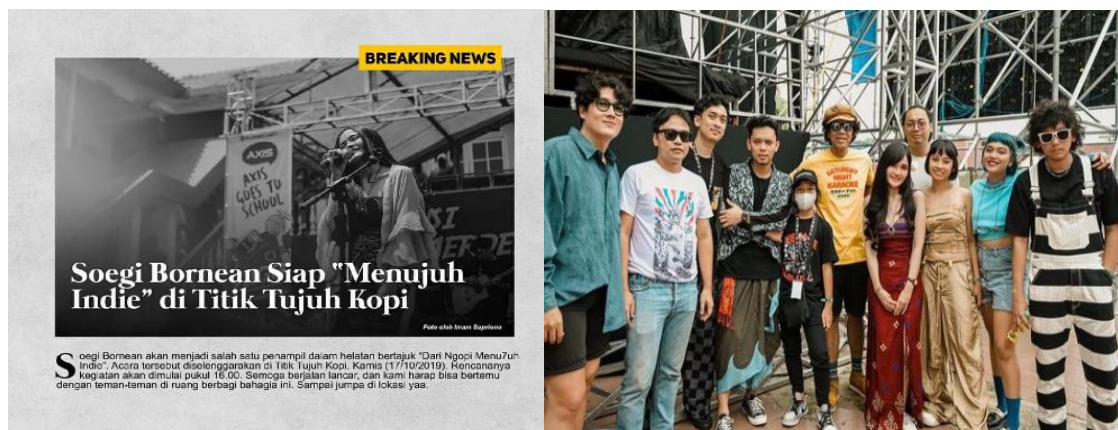 BREAKING NEWS
AXIS
AXIS
GOES TO
SCHOOL
Soegi Bornean Siap "Menujuh
Indie" di Titik Tujuh Kopi
Foto oleh Imam Supriono
Soegi Bornean akan menjadi salah satu penampil dalam helatan bertajuk "Dari Ngopi Menu7uh
Indie". Acara tersebut diselenggarakan di Titik Tujuh Kopi, Kamis (17/10/2019). Rencananya
kegiatan akan dimulai pukul 16.00. Semoga berjalan lancar, dan kami harap bisa bertemu
dengan teman-teman di ruang berbagi bahagia ini. Sampai jumpa di lokasi yaa.
SATURDAY
NIGHT
KARAOKE